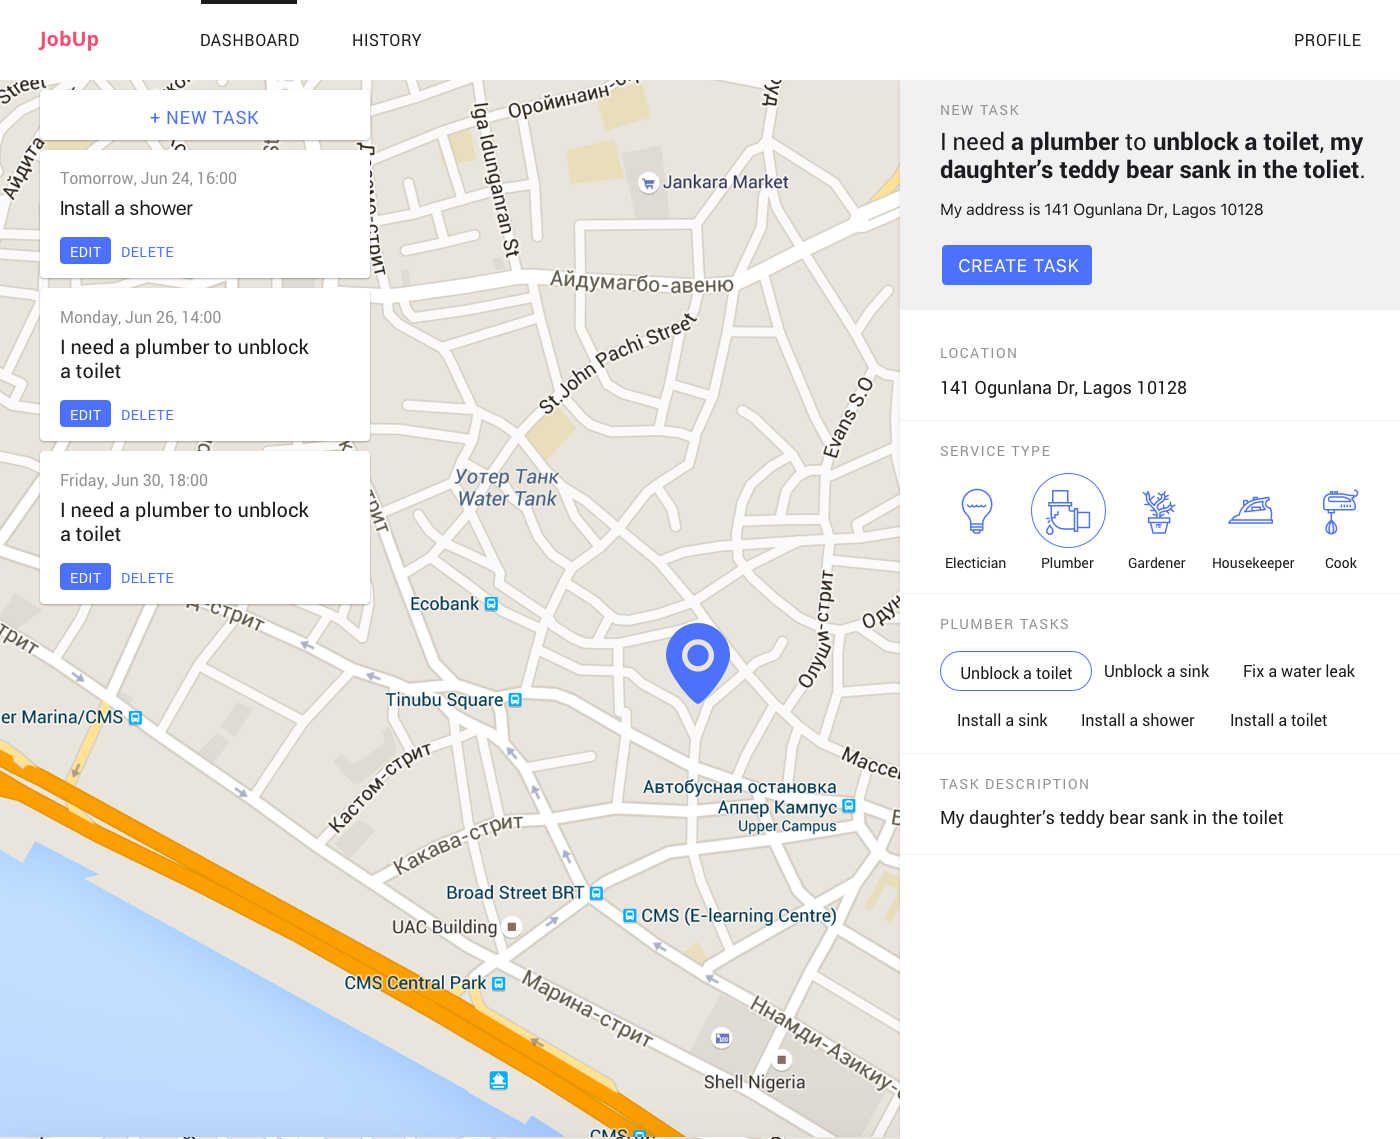 JobUp
DASHBOARD
HISTORY
PROFILE
+ NEW TASK
Tomorrow, Jun 24, 16:00
Install a shower
EDIT
DELETE
Monday, Jun 26, 14:00
I need a plumber to unblock
a toilet
EDIT
DELETE
Friday, Jun 30, 18:00
I need a plumber to unblock
a toilet
EDIT
DELETE
Street
Айдита
Оройинаин-
Iga Idunganran St
Jankara Market
Айдумагбо-авеню
St.John Pachi Street
Evans S.O
Уотер Танк
Water Tank
Ecobank
Олуши-стрит
Tinubu Square
er Marina/CMS
Кастом-стрит
Какава-стрит
Автобусная остановка
Аппер Кампус
Upper Campus
Broad Street BRT
CMS (E-learning Centre)
UAC Building
CMS Central Park
Марина-стрит
Ннамди-Азикиу-с
Shell Nigeria
CMS
NEW TASK
I need a plumber to unblock a toilet, my
daughter’s teddy bear sank in the toliet.
My address is 141 Ogunlana Dr, Lagos 10128
CREATE TASK
LOCATION
141 Ogunlana Dr, Lagos 10128
SERVICE TYPE
Electician
Plumber
Gardener
Housekeeper
Cook
PLUMBER TASKS
Unblock a toilet
Unblock a sink
Fix a water leak
Install a sink
Install a shower
Install a toilet
TASK DESCRIPTION
My daughter’s teddy bear sank in the toilet